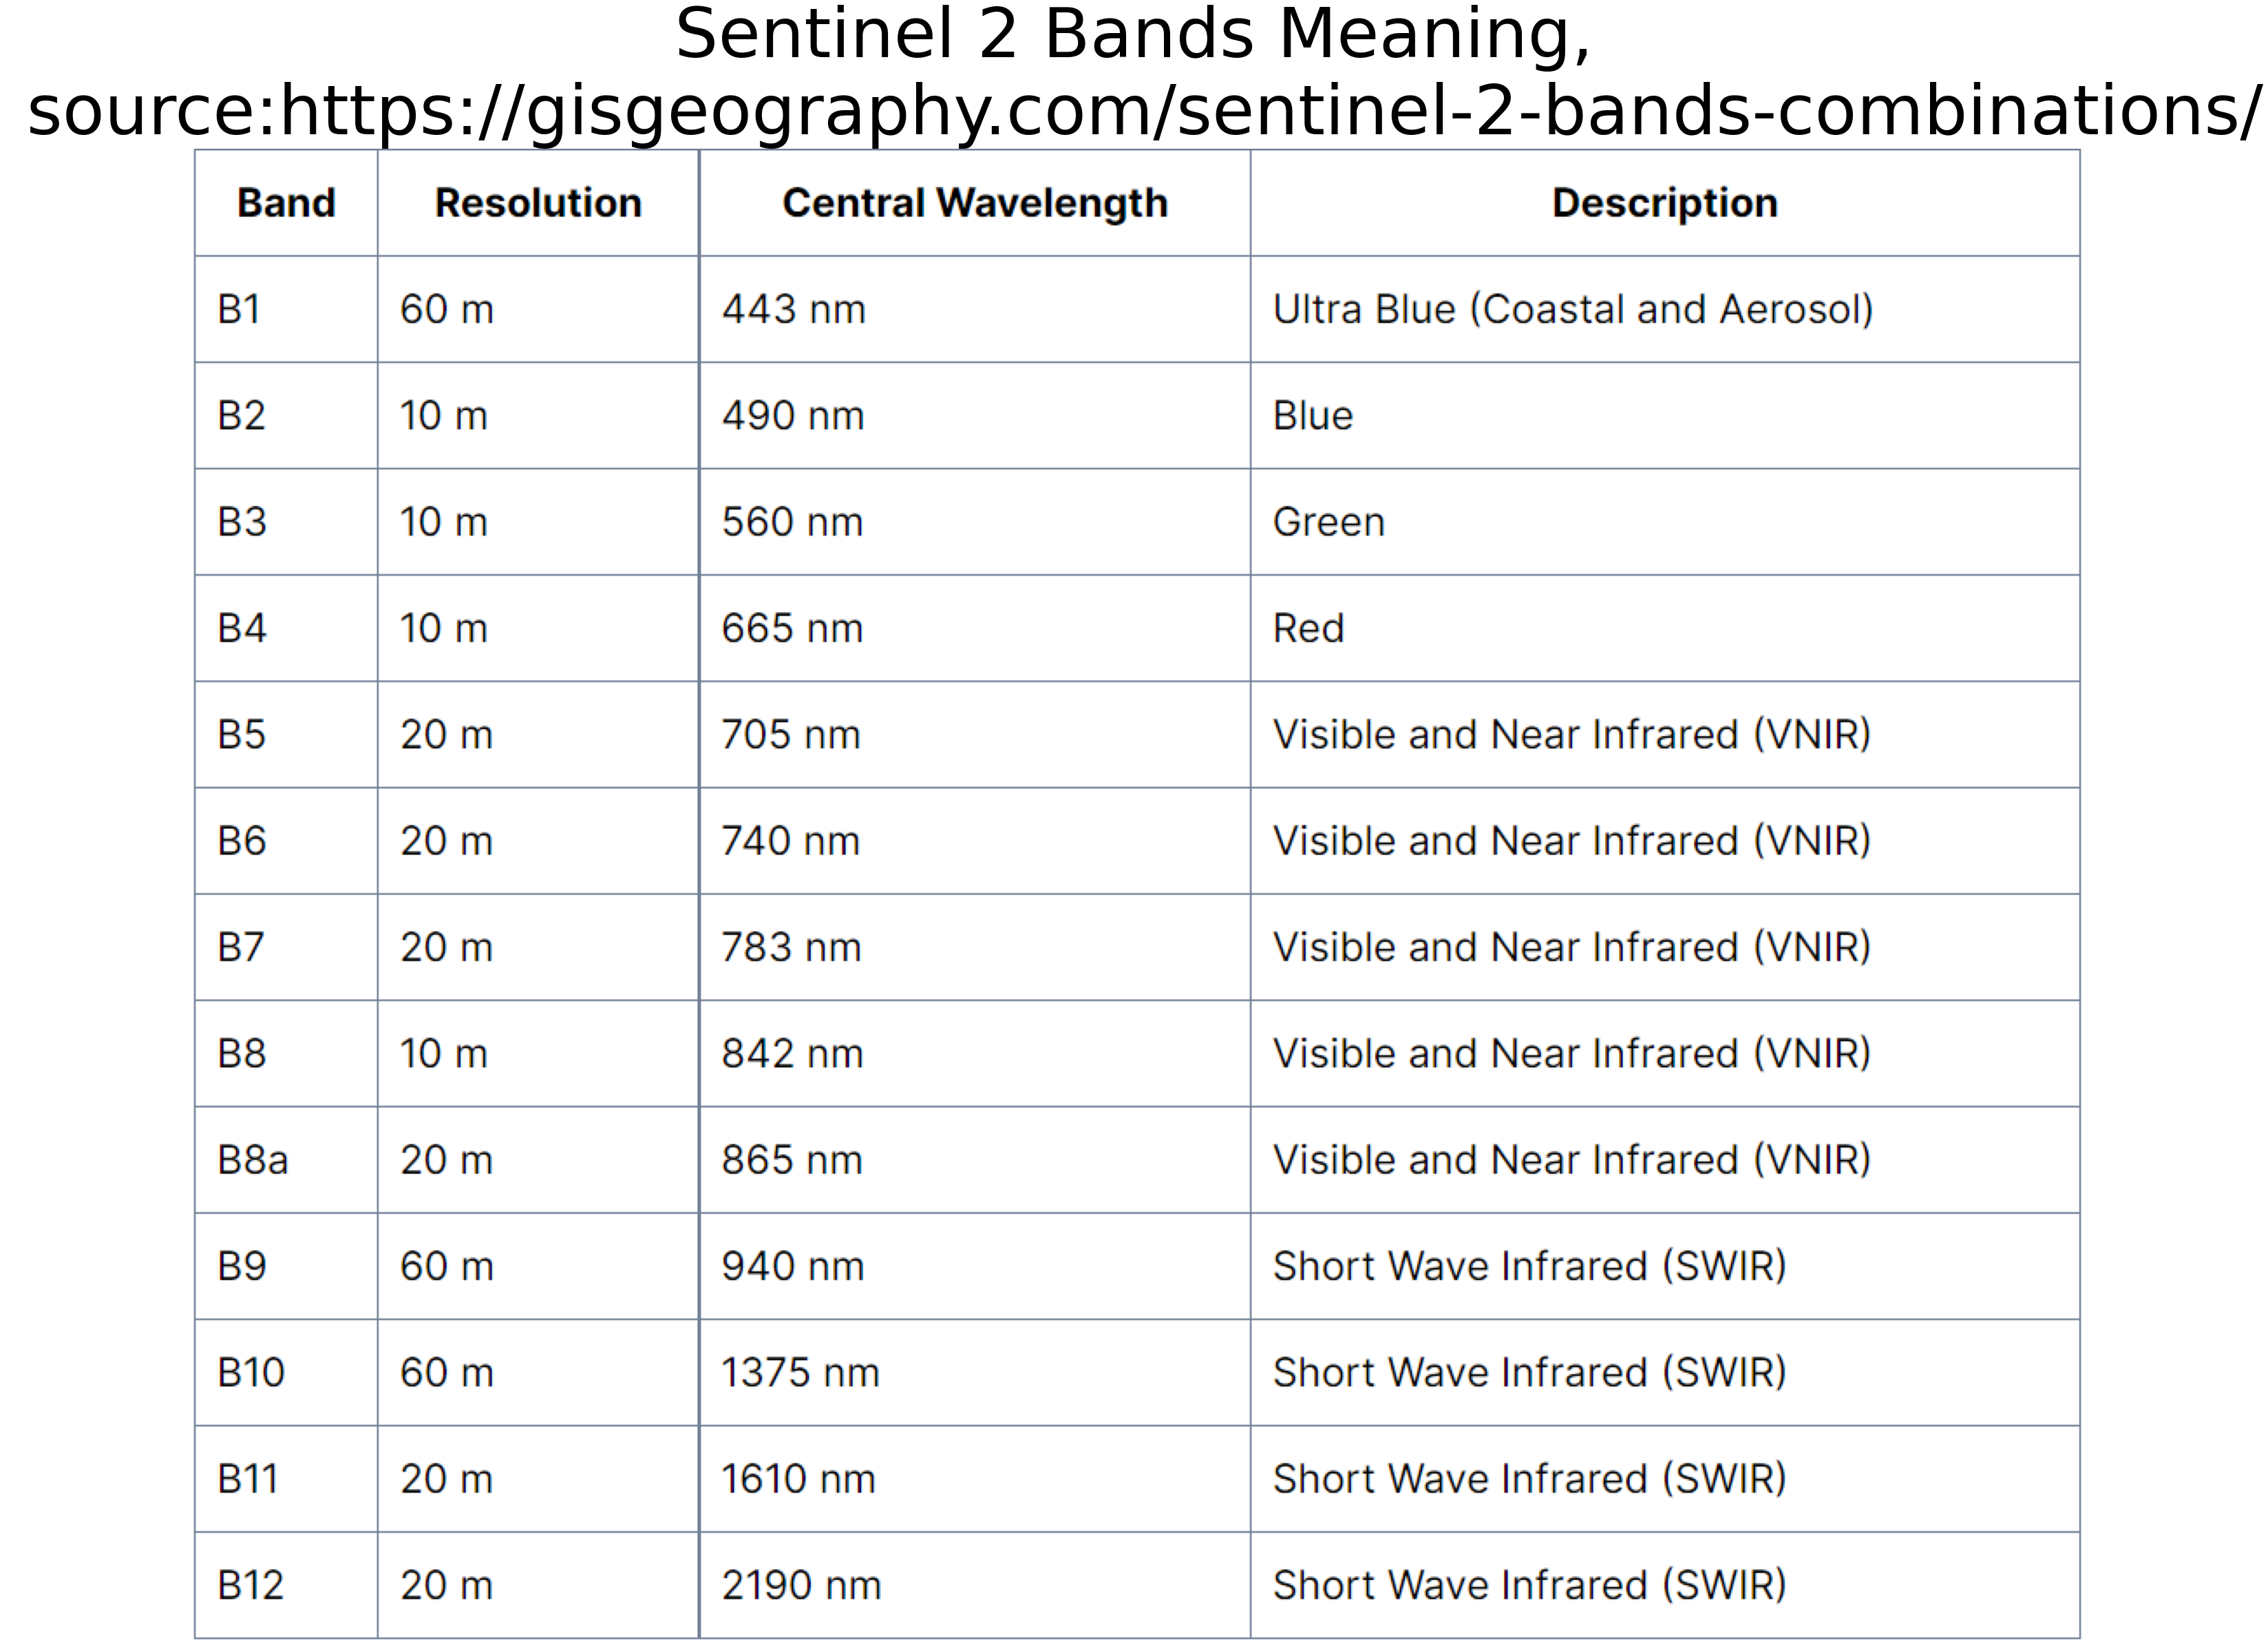 Sentinel 2 Bands Meaning,
source:https://gisgeography.com/sentinel-2-bands-combinations/
Band Resolution Central Wavelength Description
B1 60 m 443 nm Ultra Blue (Coastal and Aerosol)
B2 10 m 490 nm Blue
B3 10 m 560 nm Green
B4 10 m 665 nm Red
B5 20 m 705 nm Visible and Near Infrared (VNIR)
B6 20 m 740 nm Visible and Near Infrared (VNIR)
B7 20 m 783 nm Visible and Near Infrared (VNIR)
B8 10 m 842 nm Visible and Near Infrared (VNIR)
B8a 20 m 865 nm Visible and Near Infrared (VNIR)
B9 60 m 940 nm Short Wave Infrared (SWIR)
B10 60 m 1375 nm Short Wave Infrared (SWIR)
B11 20 m 1610 nm Short Wave Infrared (SWIR)
B12 20 m 2190 nm Short Wave Infrared (SWIR)